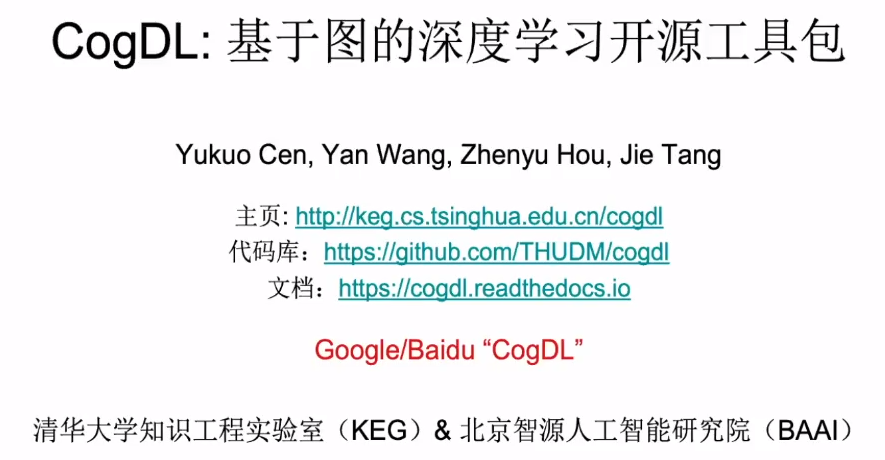 CogDL: 基于图的深度学习开源工具包
Yukuo Cen, Yan Wang, Zhenyu Hou, Jie Tang
主页: http://keg.cs.tsinghua.edu.cn/cogdl
代码库：https://github.com/THUDM/cogdl
文档：https://cogdl.readthedocs.io
Google/Baidu “CogDL”
清华大学知识工程实验室（KEG）& 北京智源人工智能研究院（BAAI）